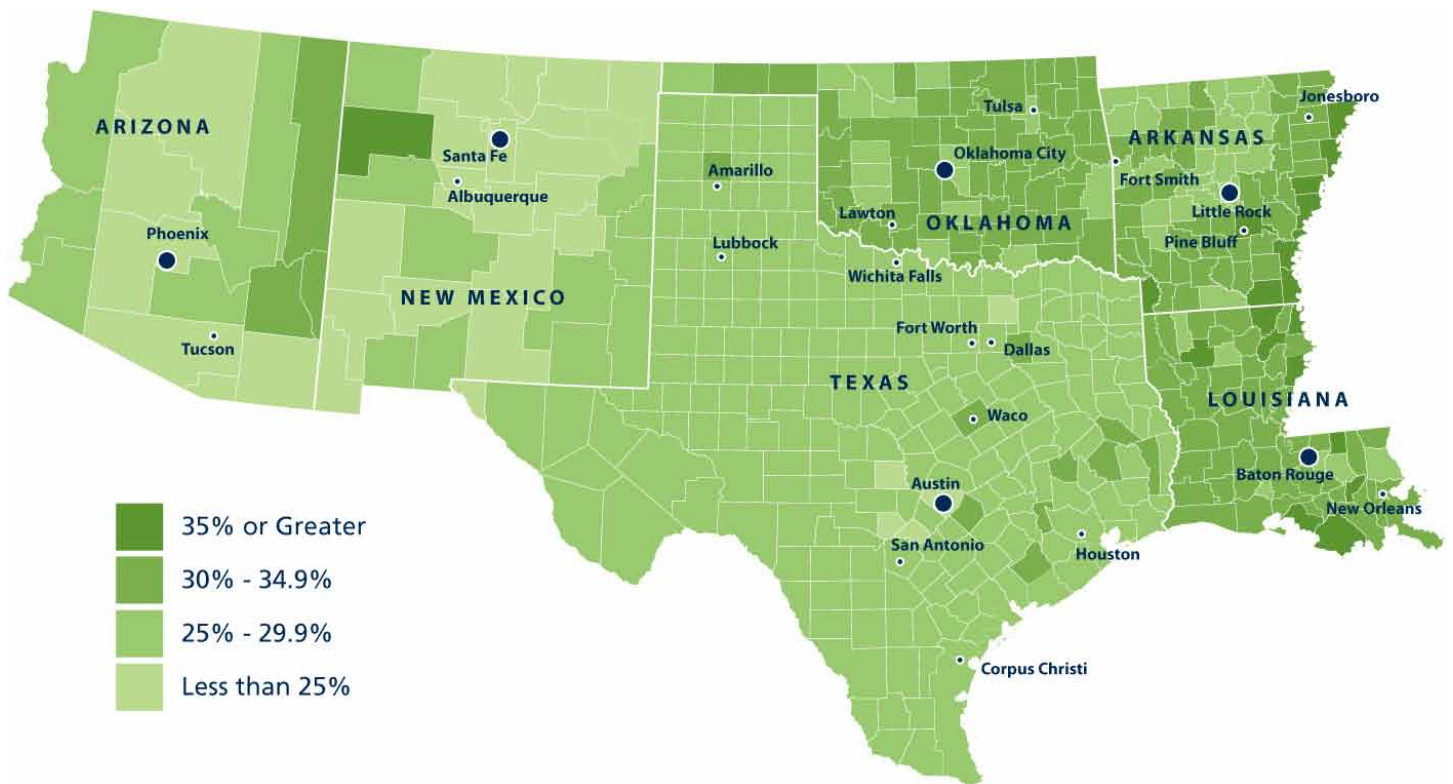 ARIZONA
Phoenix
Tucson
Santa Fe
Albuquerque
NEW MEXICO
Amarillo
Lubbock
Tulsa
Oklahoma City
Lawton
OKLAHOMA
Wichita Falls
Jonesboro
ARKANSAS
Fort Smith
Little Rock
Pine Bluff
Fort Worth
Dallas
TEXAS
Waco
Austin
San Antonio
Houston
Corpus Christi
LOUISIANA
Baton Rouge
New Orleans
35% or Greater
30% - 34.9%
25% - 29.9%
Less than 25%